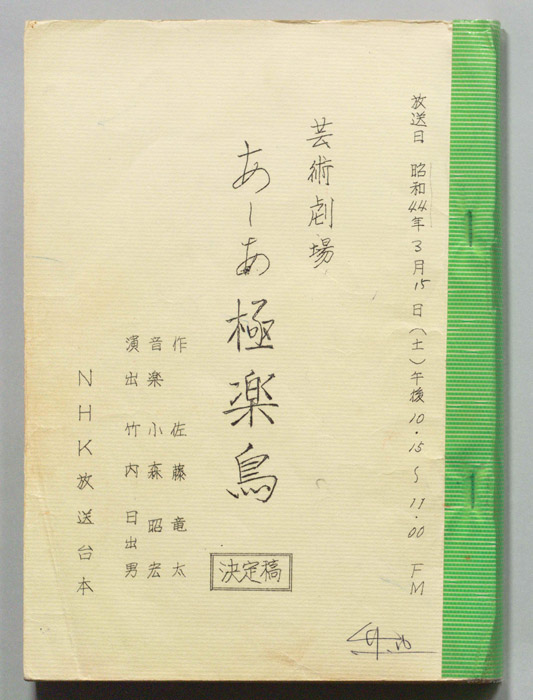 放送日 昭和44年3月15日(土)午後10.15~11.00 FM
芸術劇場
あーあ極楽鳥
決定稿
作 佐藤竜太
音楽 小森昭宏
演出 竹内日出男
NHK放送台本